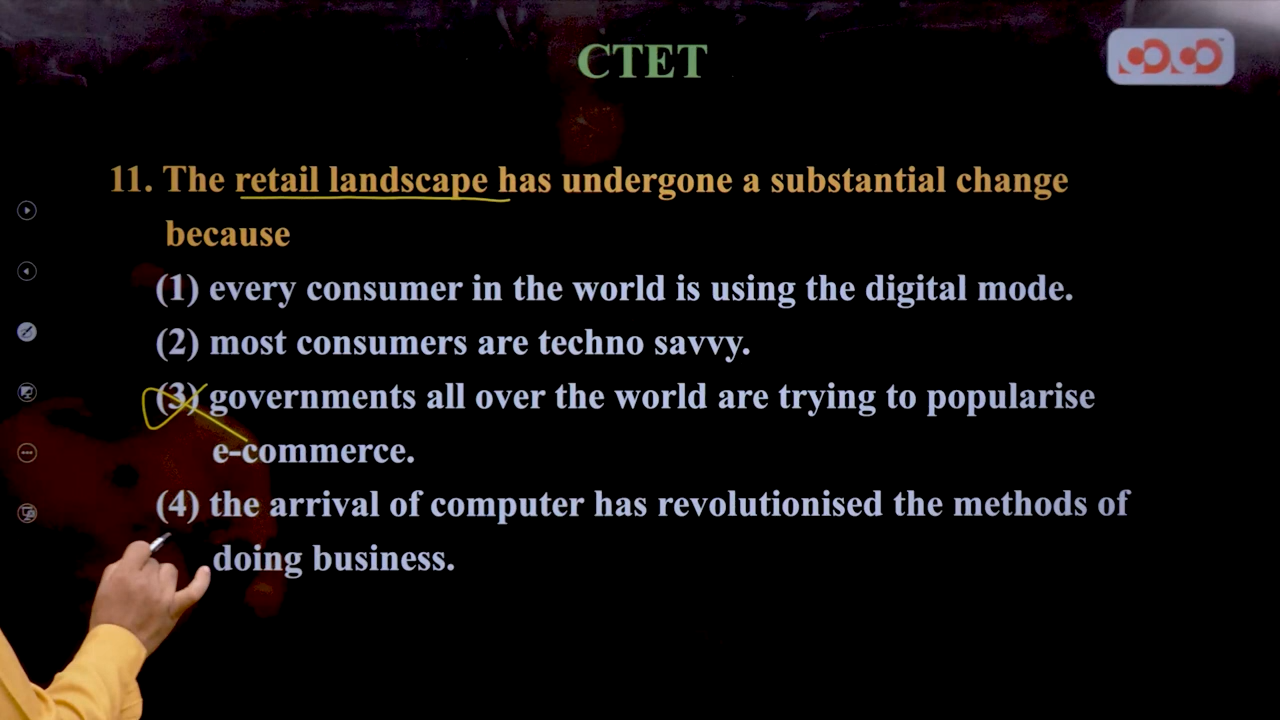 CTET
11. The retail landscape has undergone a substantial change
because
(1) every consumer in the world is using the digital mode.
(2) most consumers are techno savvy.
(3) governments all over the world are trying to popularise
e-commerce.
(4) the arrival of computer has revolutionised the methods of
doing business.